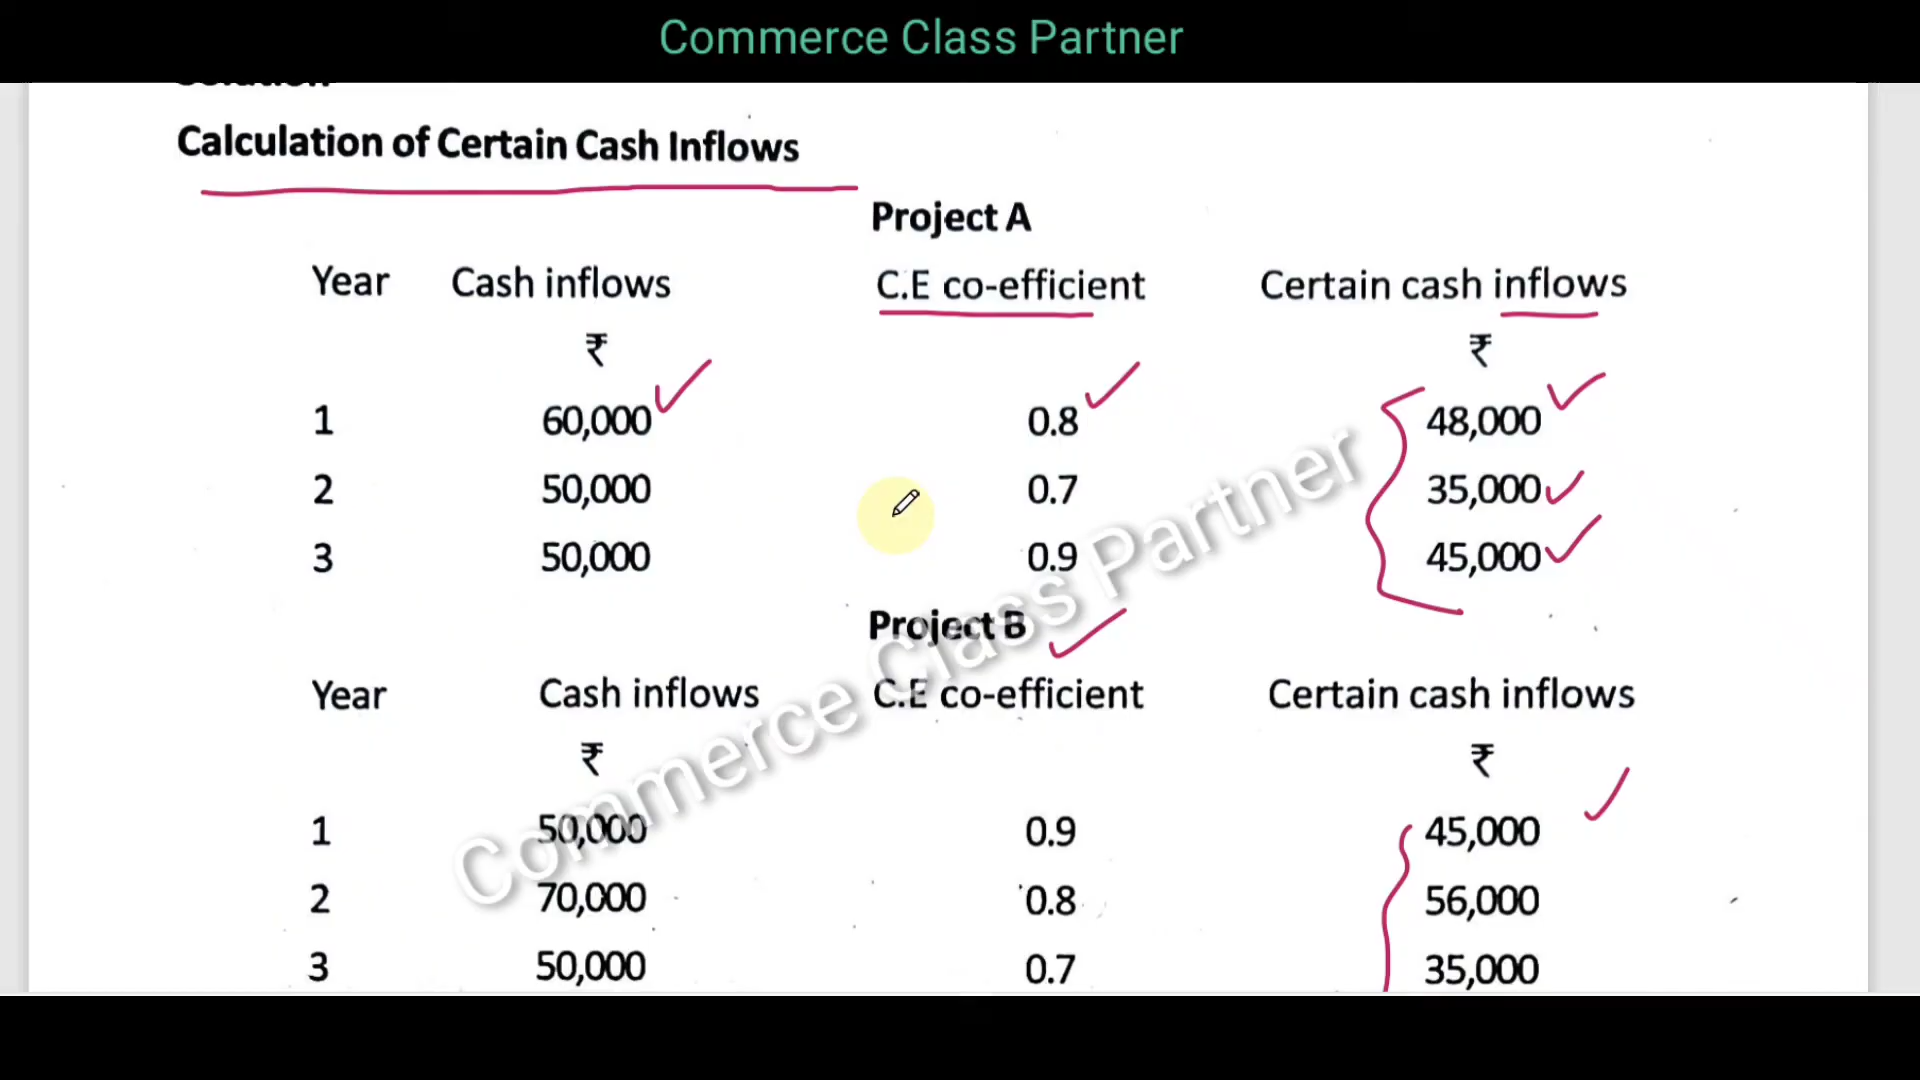 Commerce Class Partner
Solution
Calculation of Certain Cash Inflows
Project A
Year Cash inflows C.E co-efficient Certain cash inflows
₹ ₹
1 60,000 0.8 48,000
2 50,000 0.7 35,000
3 50,000 0.9 45,000
Project B
Year Cash inflows C.E co-efficient Certain cash inflows
₹ ₹
1 50,000 0.9 45,000
2 70,000 0.8 56,000
3 50,000 0.7 35,000
Commerce Class Partner